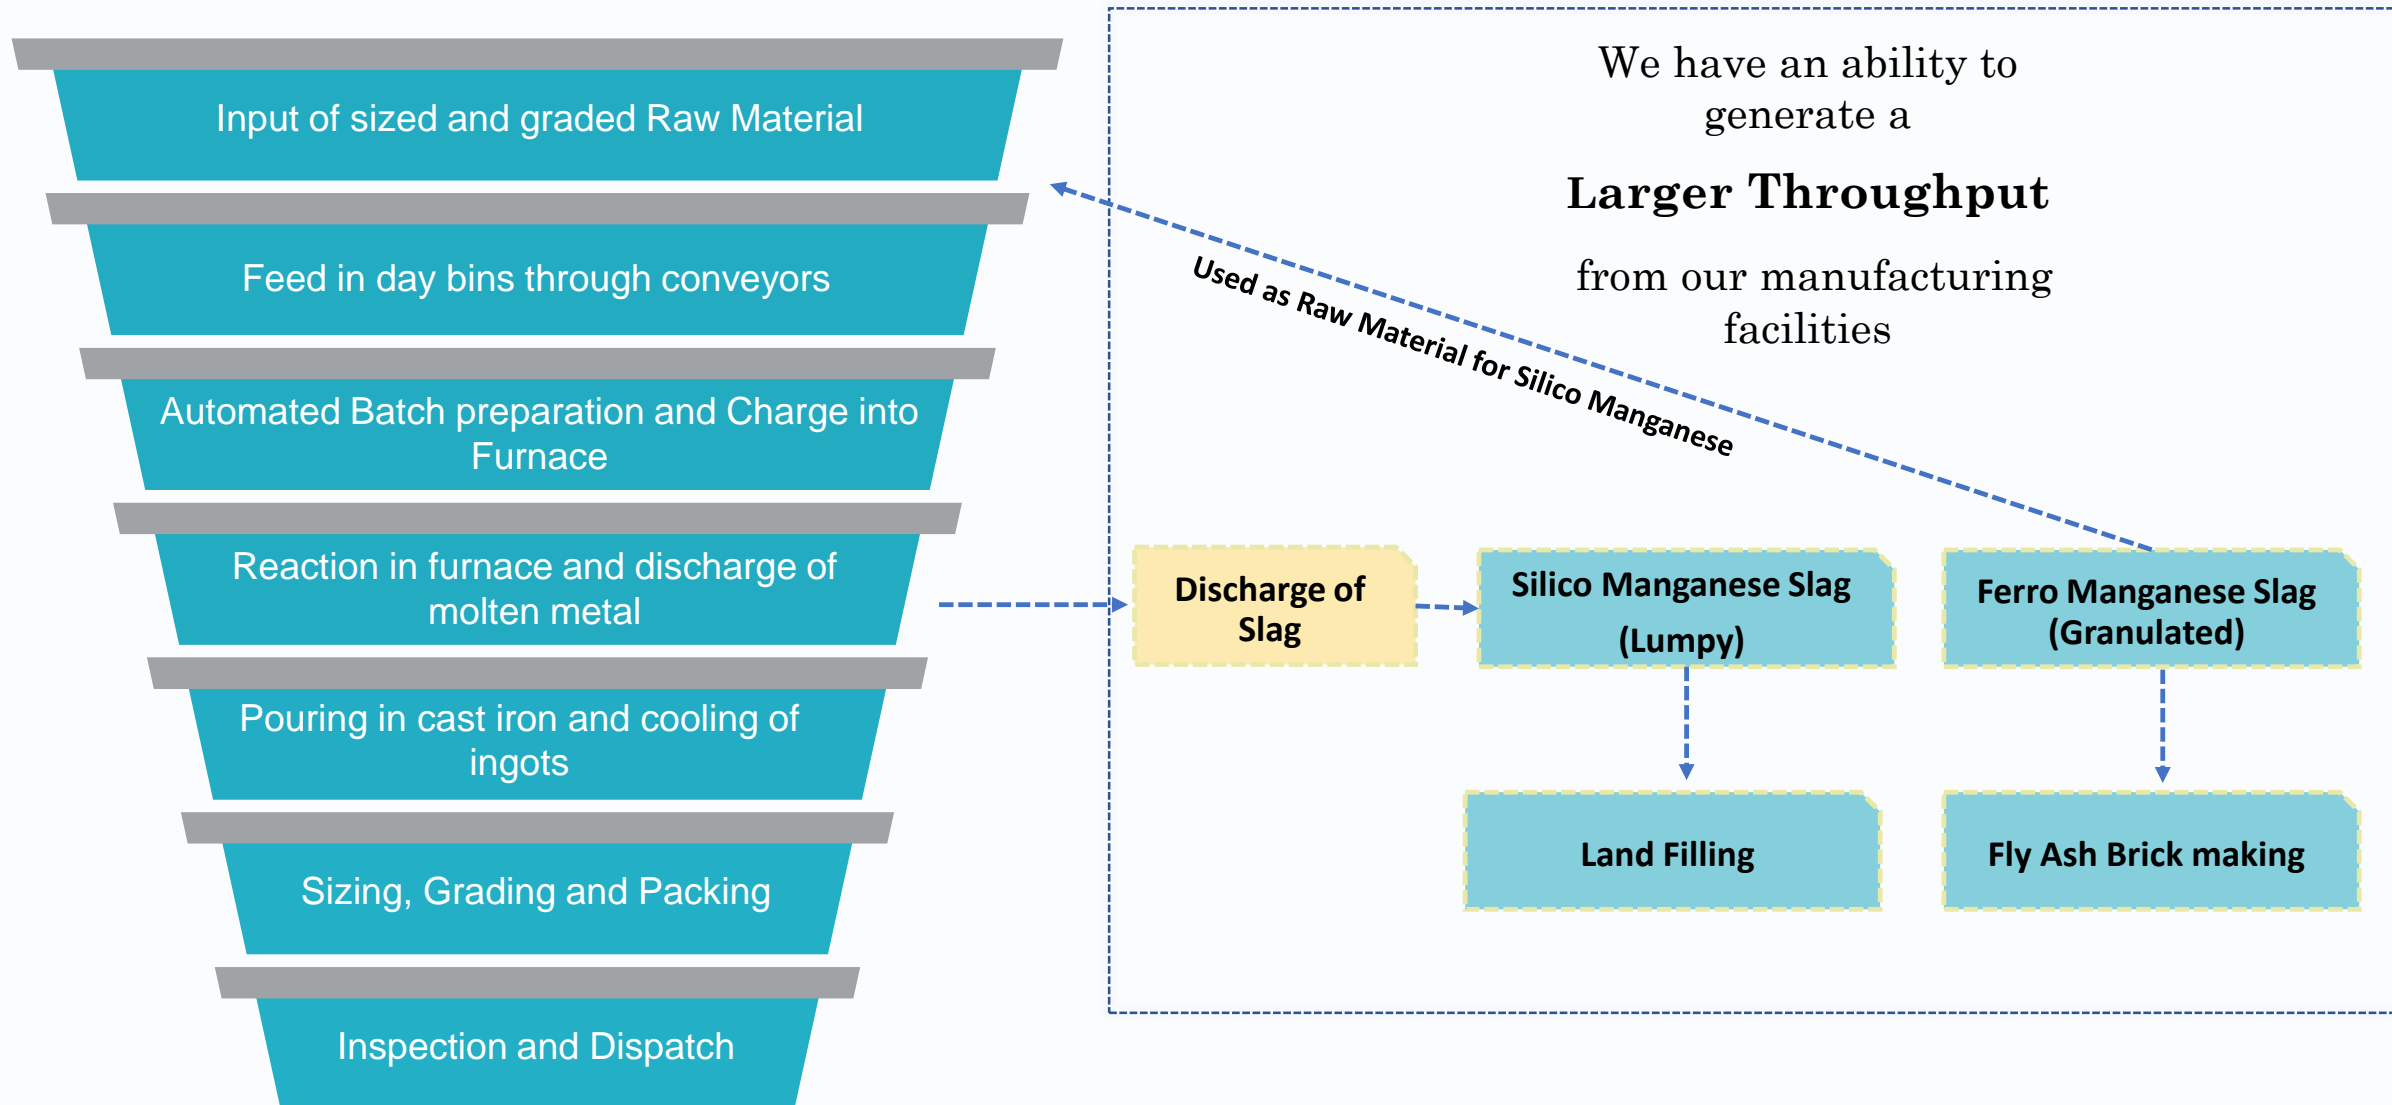 Input of sized and graded Raw Material
Feed in day bins through conveyors
Automated Batch preparation and Charge into
Furnace
Reaction in furnace and discharge of
molten metal
Pouring in cast iron and cooling of
ingots
Sizing, Grading and Packing
Inspection and Dispatch
We have an ability to
generate a
Larger Throughput
from our manufacturing
facilities
Used as Raw Material for Silico Manganese
Discharge of
Slag
Silico Manganese Slag
(Lumpy)
Ferro Manganese Slag
(Granulated)
Land Filling
Fly Ash Brick making